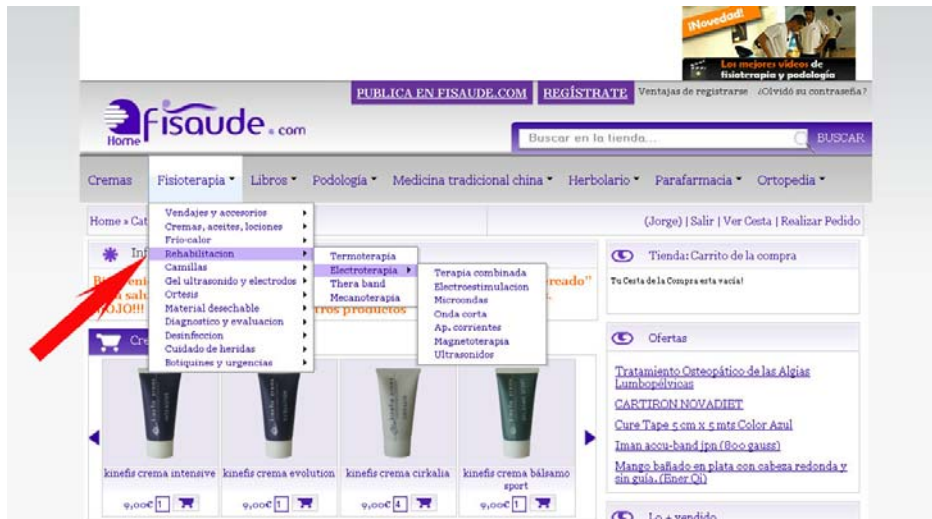 ¡Novedad!
Los mejores videos de
fisioterapia y podología
PUBLICA EN FISAUDE.COM REGÍSTRATE Ventajas de registrarse ¿Olvidó su contraseña?
fisaude.com
Home
Buscar en la tienda... BUSCAR
Cremas Fisioterapia Libros Podología Medicina tradicional china Herbolario Parafarmacia Ortopedia
Home » Cat
(Jorge) | Salir | Ver Cesta | Realizar Pedido
Vendajes y accesorios
Cremas, aceites, lociones
Frio-calor
Rehabilitacion
Camillas
Gel ultrasonido y electrodos
Ortesis
Material desechable
Diagnostico y evaluacion
Desinfeccion
Cuidado de heridas
Botiquines y urgencias
Termoterapia
Electroterapia
Thera band
Mecanoterapia
Terapia combinada
Electroestimulacion
Microondas
Onda corta
Ap. corrientes
Magnetoterapia
Ultrasonidos
Tienda: Carrito de la compra
Tu Cesta de la Compra esta vacía!
Ofertas
Tratamiento Osteopático de las Algias
Lumbopélvicas
CARTIRON NOVADIET
Cure Tape 5 cm x 5 mts Color Azul
Iman accu-band jpn (800 gauss)
Mango bañado en plata con cabeza redonda y
sin guía. (Ener Qi)
Lo + vendido
kinefis crema intensive kinefis crema evolution kinefis crema cirkalia kinefis crema bálsamo
sport
9,00€ 1 9,00€ 4 9,00€ 1